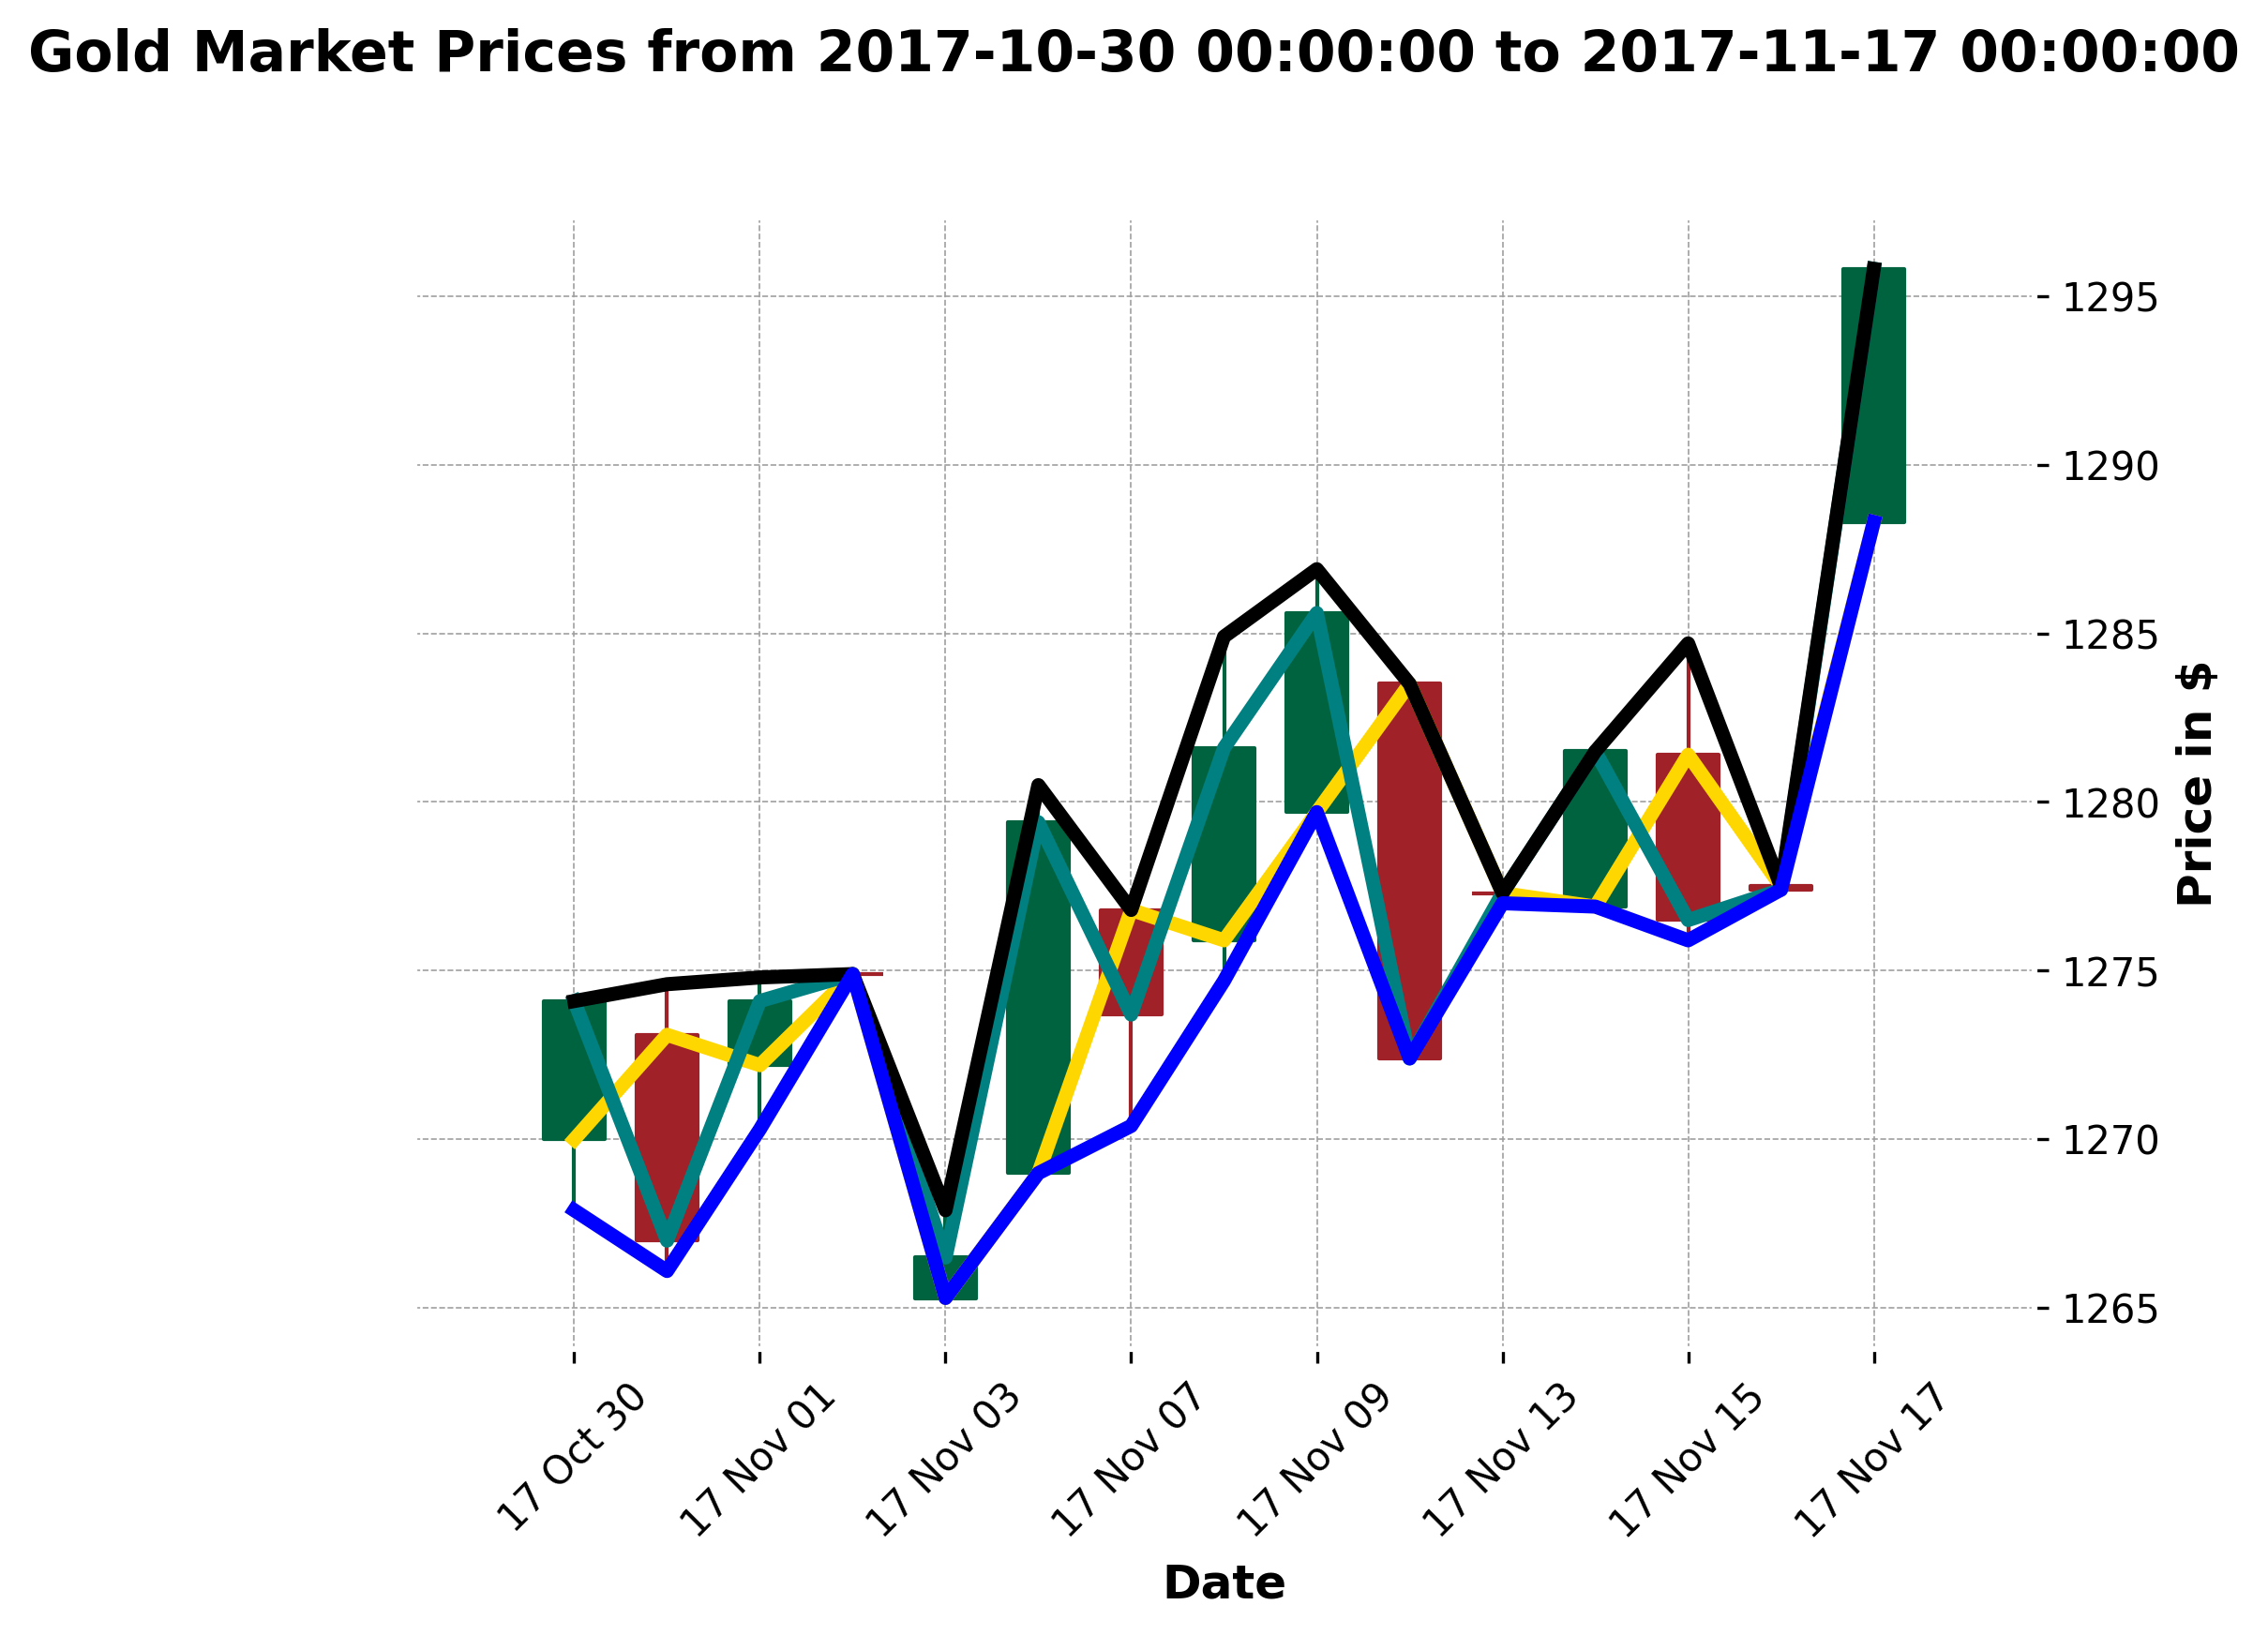 Gold Market Prices from 2017-10-30 00:00:00 to 2017-11-17 00:00:00
1295
1290
1285
1280
1275
1270
1265
Price in $
17 Oct 30
17 Nov 01
17 Nov 03
17 Nov 07
17 Nov 09
17 Nov 13
17 Nov 15
17 Nov 17
Date